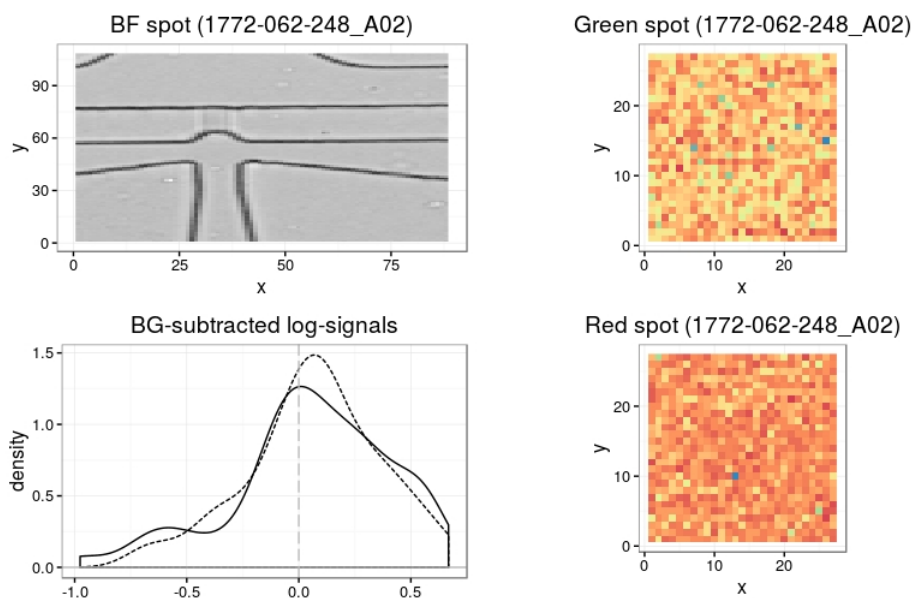 BF spot (1772-062-248_A02)
90
60
30
0
y
0 25 50 75
x
Green spot (1772-062-248_A02)
20
10
0
y
0 10 20
x
BG-subtracted log-signals
1.5
1.0
0.5
0.0
density
-1.0 -0.5 0.0 0.5
Red spot (1772-062-248_A02)
20
10
0
y
0 10 20
x